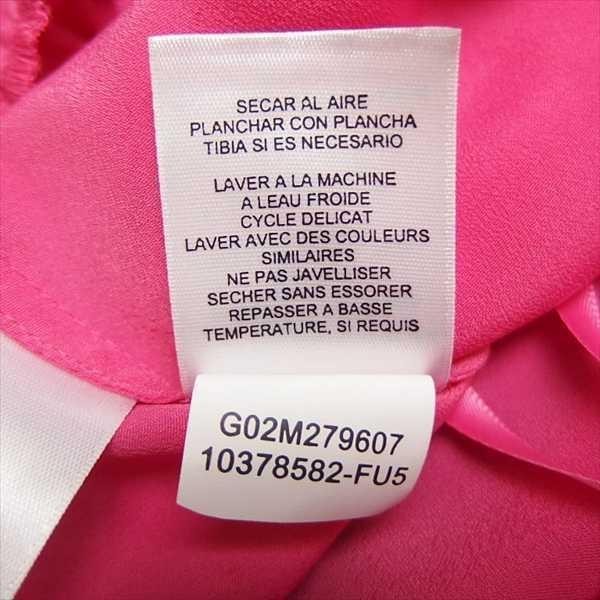 SECAR AL AIRE
PLANCHAR CON PLANCHA
TIBIA SI ES NECESARIO
LAVER A LA MACHINE
A LEAU FROIDE
CYCLE DELICAT
LAVER AVEC DES COULEURS
SIMILAIRES
NE PAS JAVELLISER
SECHER SANS ESSORER
REPASSER A BASSE
TEMPERATURE, SI REQUIS
G02M279607
10378582-FU5